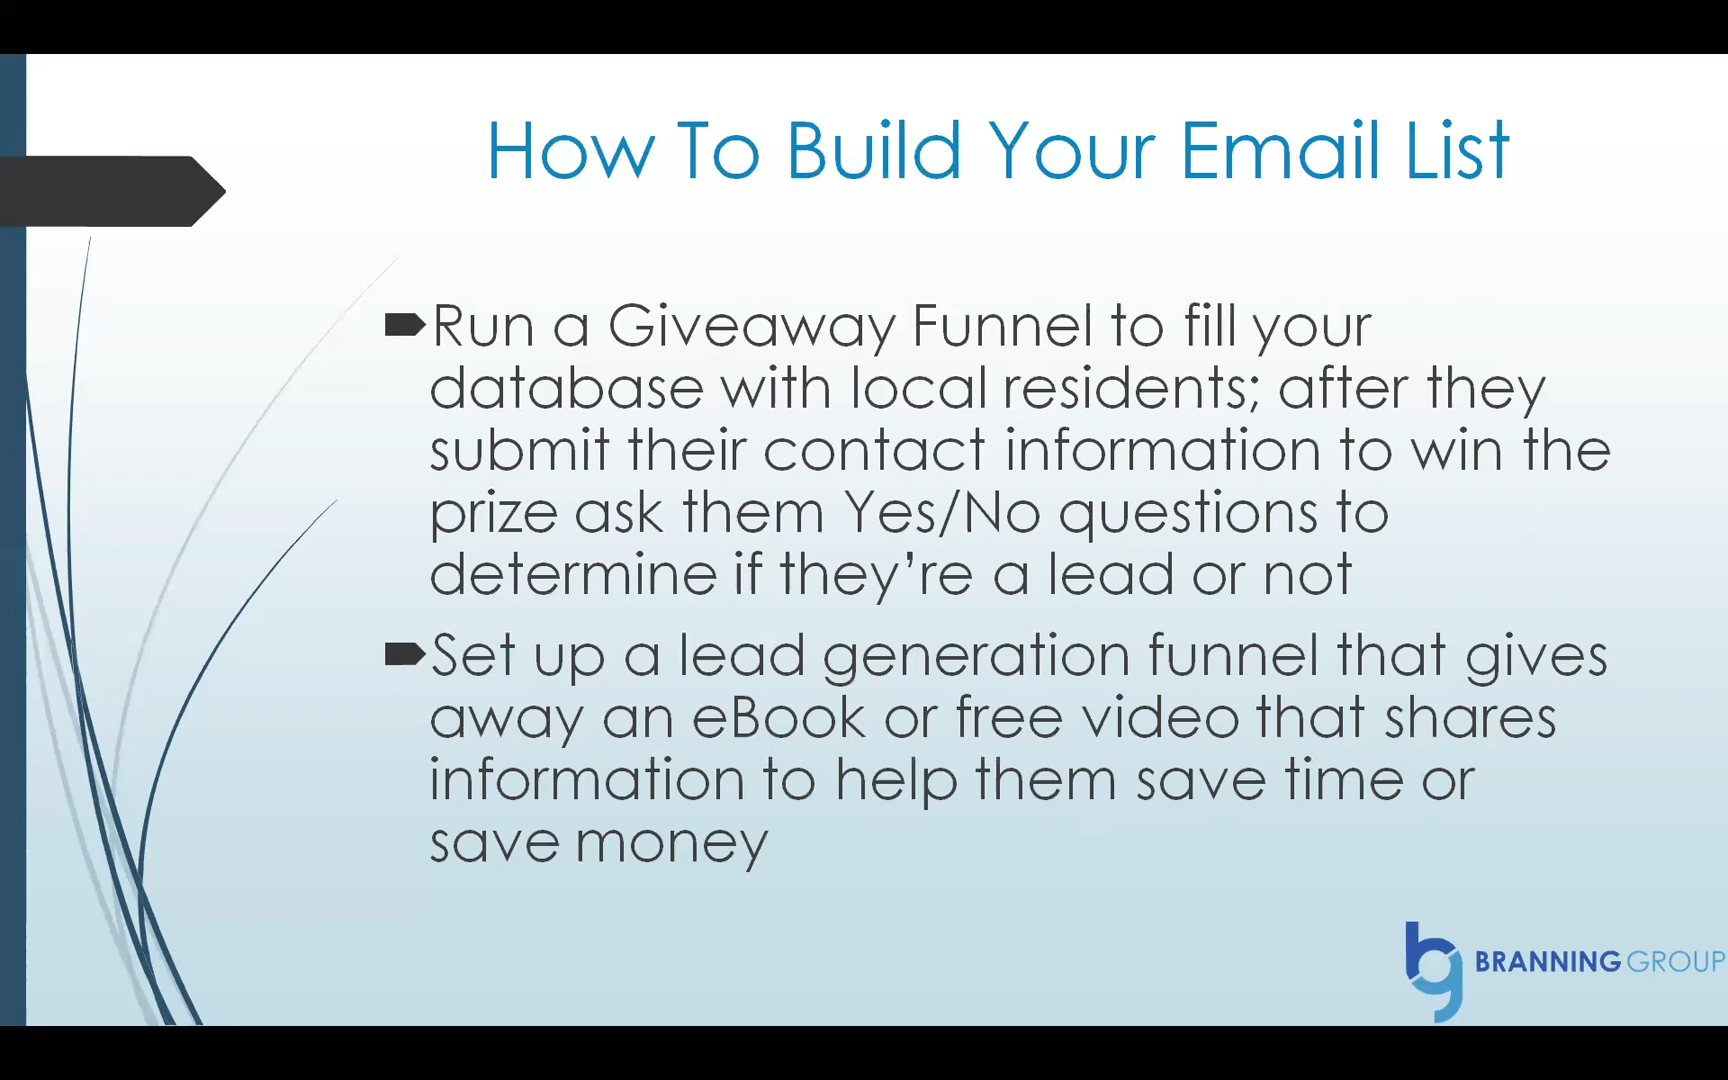 How To Build Your Email List
Run a Giveaway Funnel to fill your
database with local residents; after they
submit their contact information to win the
prize ask them Yes/No questions to
determine if they’re a lead or not
Set up a lead generation funnel that gives
away an eBook or free video that shares
information to help them save time or
save money
bg BRANNING GROUP